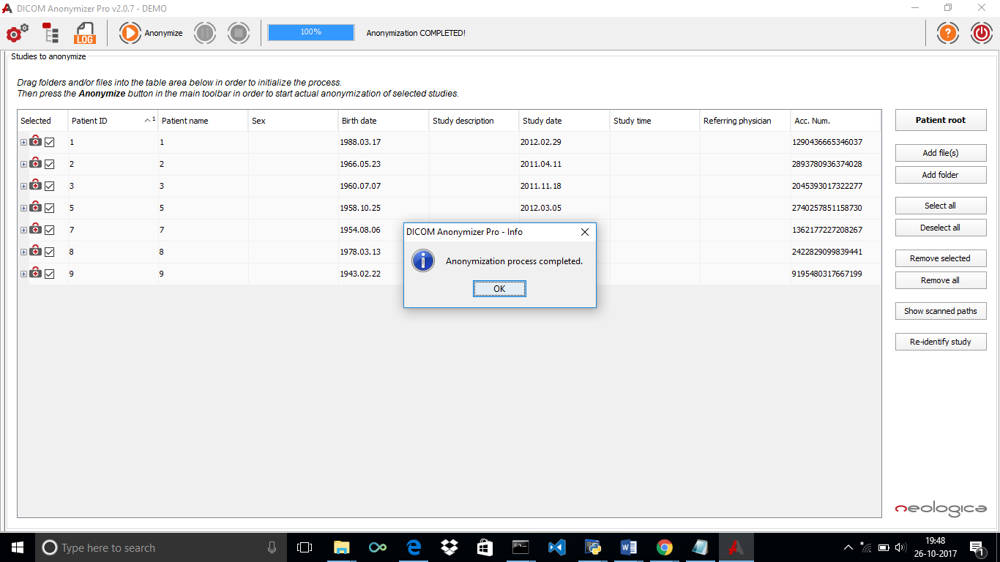 DICOM Anonymizer Pro v2.0.7 - DEMO
LOG
Anonymize
100%
Anonymization COMPLETED!
?
Studies to anonymize
Drag folders and/or files into the table area below in order to initialize the process.
Then press the Anonymize button in the main toolbar in order to start actual anonymization of selected studies.
Selected Patient ID 1 Patient name Sex Birth date Study description Study date Study time Referring physician Acc. Num.
1 1 1988.03.17 2012.02.29 1290436665346037
2 2 1966.05.23 2011.04.11 2893780936374028
3 3 1960.07.07 2011.11.18 2045393017322277
5 5 1958.10.25 2012.03.05 2740257851158730
7 7 1954.08.06 1362177227208267
8 8 1978.03.13 2422829099839441
9 9 1943.02.22 9195480317667199
DICOM Anonymizer Pro - Info
Anonymization process completed.
OK
Patient root
Add file(s)
Add folder
Select all
Deselect all
Remove selected
Remove all
Show scanned paths
Re-identify study
neologica
Type here to search
19:48
26-10-2017
1